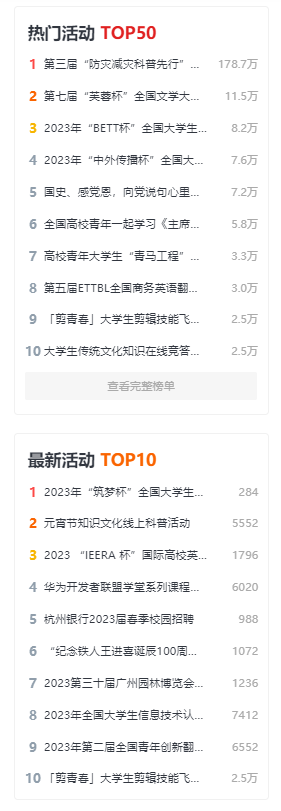 热门活动 TOP50
1 第三届“防灾减灾科普先行”... 178.7万
2 第七届“芙蓉杯”全国文学大... 11.5万
3 2023年“BETT杯”全国大学生... 8.2万
4 2023年“中外传播杯”全国大... 7.6万
5 国史、感党恩，向党说句心里... 7.2万
6 全国高校青年一起学习《主席... 5.8万
7 高校青年大学生“青马工程”... 3.3万
8 第五届ETTBL全国商务英语翻... 3.0万
9 「剪青春」大学生剪辑技能飞... 2.5万
10 大学生传统文化知识在线竞答... 2.5万
查看完整榜单
最新活动 TOP10
1 2023年“筑梦杯”全国大学生... 284
2 元宵节知识文化线上科普活动 5552
3 2023 “IEERA 杯”国际高校英... 1796
4 华为开发者联盟学堂系列课程... 6020
5 杭州银行2023届春季校园招聘 988
6 “纪念铁人王进喜诞辰100周... 1072
7 2023第三十届广州园林博览会... 1236
8 2023年全国大学生信息技术认... 7412
9 2023年第二届全国青年创新翻... 6552
10 「剪青春」大学生剪辑技能飞... 2.5万